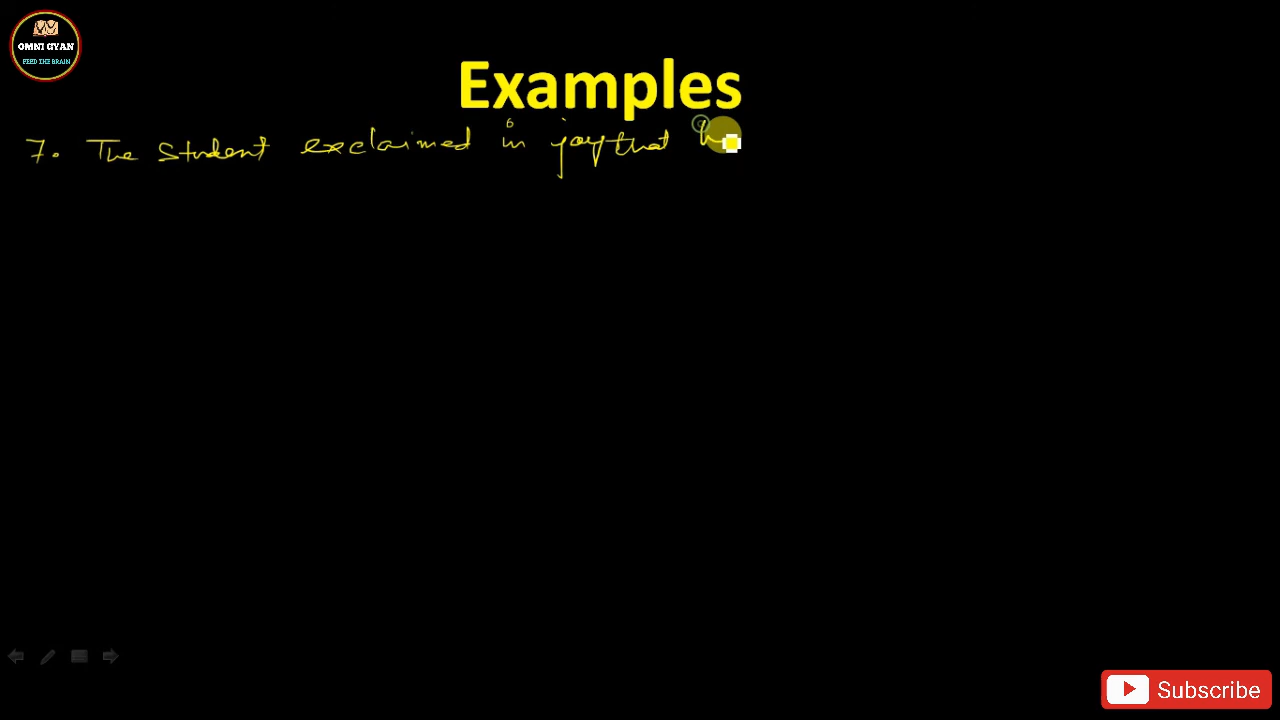 OMNI GYAN
FEED THE BRAIN
Examples
7. The student exclaimed in joy that
Subscribe